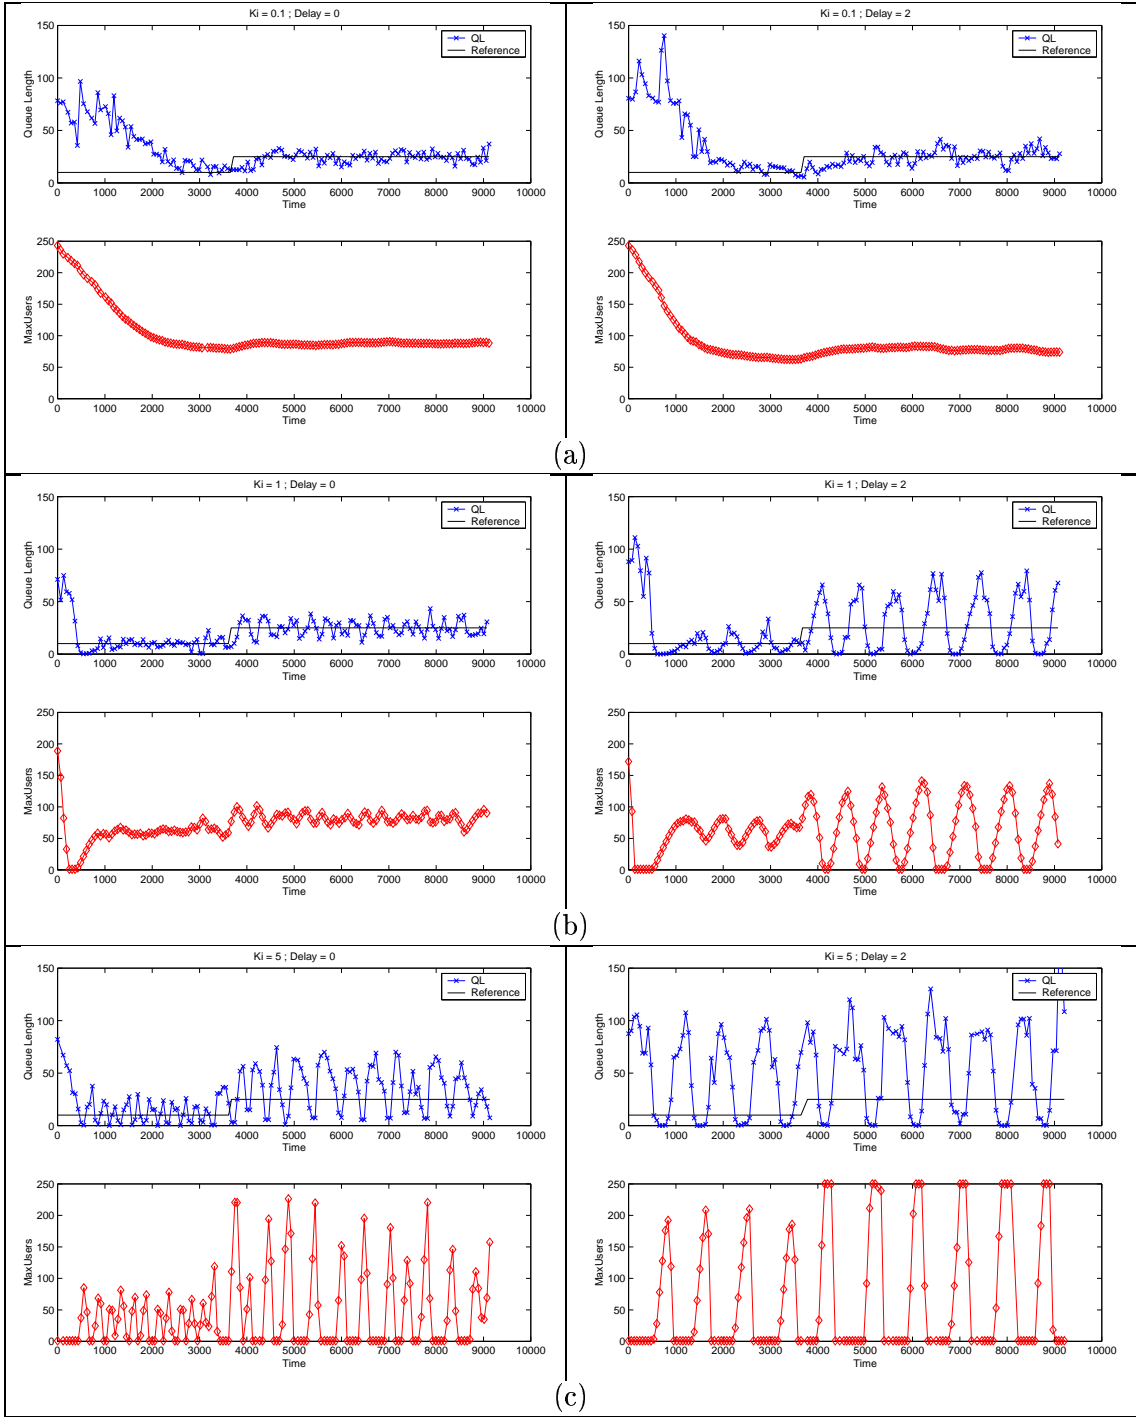 Ki = 0.1 ; Delay = 0
150
100
50
0
Queue Length
QL
Reference
0 1000 2000 3000 4000 5000 6000 7000 8000 9000 10000
Time
250
200
150
100
50
0
MaxUsers
0 1000 2000 3000 4000 5000 6000 7000 8000 9000 10000
Time
Ki = 0.1 ; Delay = 2
150
100
50
0
Queue Length
QL
Reference
0 1000 2000 3000 4000 5000 6000 7000 8000 9000 10000
Time
250
200
150
100
50
0
MaxUsers
0 1000 2000 3000 4000 5000 6000 7000 8000 9000 10000
Time
(a)
Ki = 1 ; Delay = 0
150
100
50
0
Queue Length
QL
Reference
0 1000 2000 3000 4000 5000 6000 7000 8000 9000 10000
Time
250
200
150
100
50
0
MaxUsers
0 1000 2000 3000 4000 5000 6000 7000 8000 9000 10000
Time
Ki = 1 ; Delay = 2
150
100
50
0
Queue Length
QL
Reference
0 1000 2000 3000 4000 5000 6000 7000 8000 9000 10000
Time
250
200
150
100
50
0
MaxUsers
0 1000 2000 3000 4000 5000 6000 7000 8000 9000 10000
Time
(b)
Ki = 5 ; Delay = 0
150
100
50
0
Queue Length
QL
Reference
0 1000 2000 3000 4000 5000 6000 7000 8000 9000 10000
Time
250
200
150
100
50
0
MaxUsers
0 1000 2000 3000 4000 5000 6000 7000 8000 9000 10000
Time
Ki = 5 ; Delay = 2
150
100
50
0
Queue Length
QL
Reference
0 1000 2000 3000 4000 5000 6000 7000 8000 9000 10000
Time
250
200
150
100
50
0
MaxUsers
0 1000 2000 3000 4000 5000 6000 7000 8000 9000 10000
Time
(c)